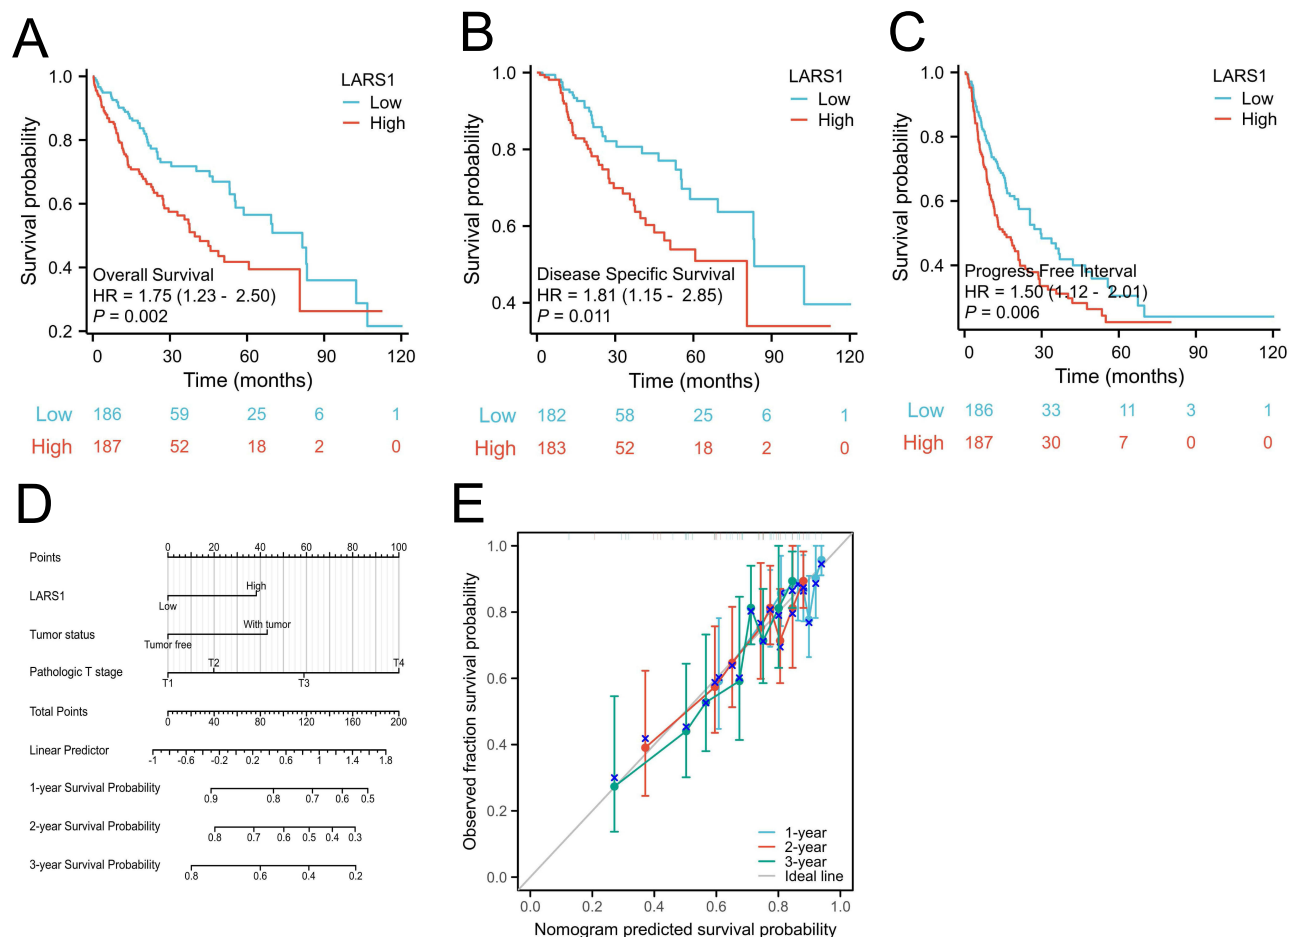 A
LARS1
Low
High
Survival probability
1.0
0.8
0.6
0.4
0.2
Overall Survival
HR = 1.75 (1.23 - 2.50)
P = 0.002
0 30 60 90 120
Time (months)
Low 186 59 25 6 1
High 187 52 18 2 0
B
LARS1
Low
High
Survival probability
1.0
0.8
0.6
0.4
Disease Specific Survival
HR = 1.81 (1.15 - 2.85)
P = 0.011
0 30 60 90 120
Time (months)
Low 182 58 25 6 1
High 183 52 18 2 0
C
LARS1
Low
High
Survival probability
1.0
0.8
0.6
0.4
Progress Free Interval
HR = 1.50 (1.12 - 2.01)
P = 0.006
0 30 60 90 120
Time (months)
Low 186 33 11 3 1
High 187 30 7 0 0
D
0 20 40 60 80 100
Points
High
LARS1
Low
With tumor
Tumor status
Tumor free
T2 T4
Pathologic T stage
T1 T3
Total Points
0 40 80 120 160 200
Linear Predictor
-1 -0.6 -0.2 0.2 0.6 1 1.4 1.8
1-year Survival Probability
0.9 0.8 0.7 0.6 0.5
2-year Survival Probability
0.8 0.7 0.6 0.5 0.4 0.3
3-year Survival Probability
0.8 0.6 0.4 0.2
E
Observed fraction survival probability
1.0
0.8
0.6
0.4
0.2
0.0
1-year
2-year
3-year
Ideal line
0.0 0.2 0.4 0.6 0.8 1.0
Nomogram predicted survival probability